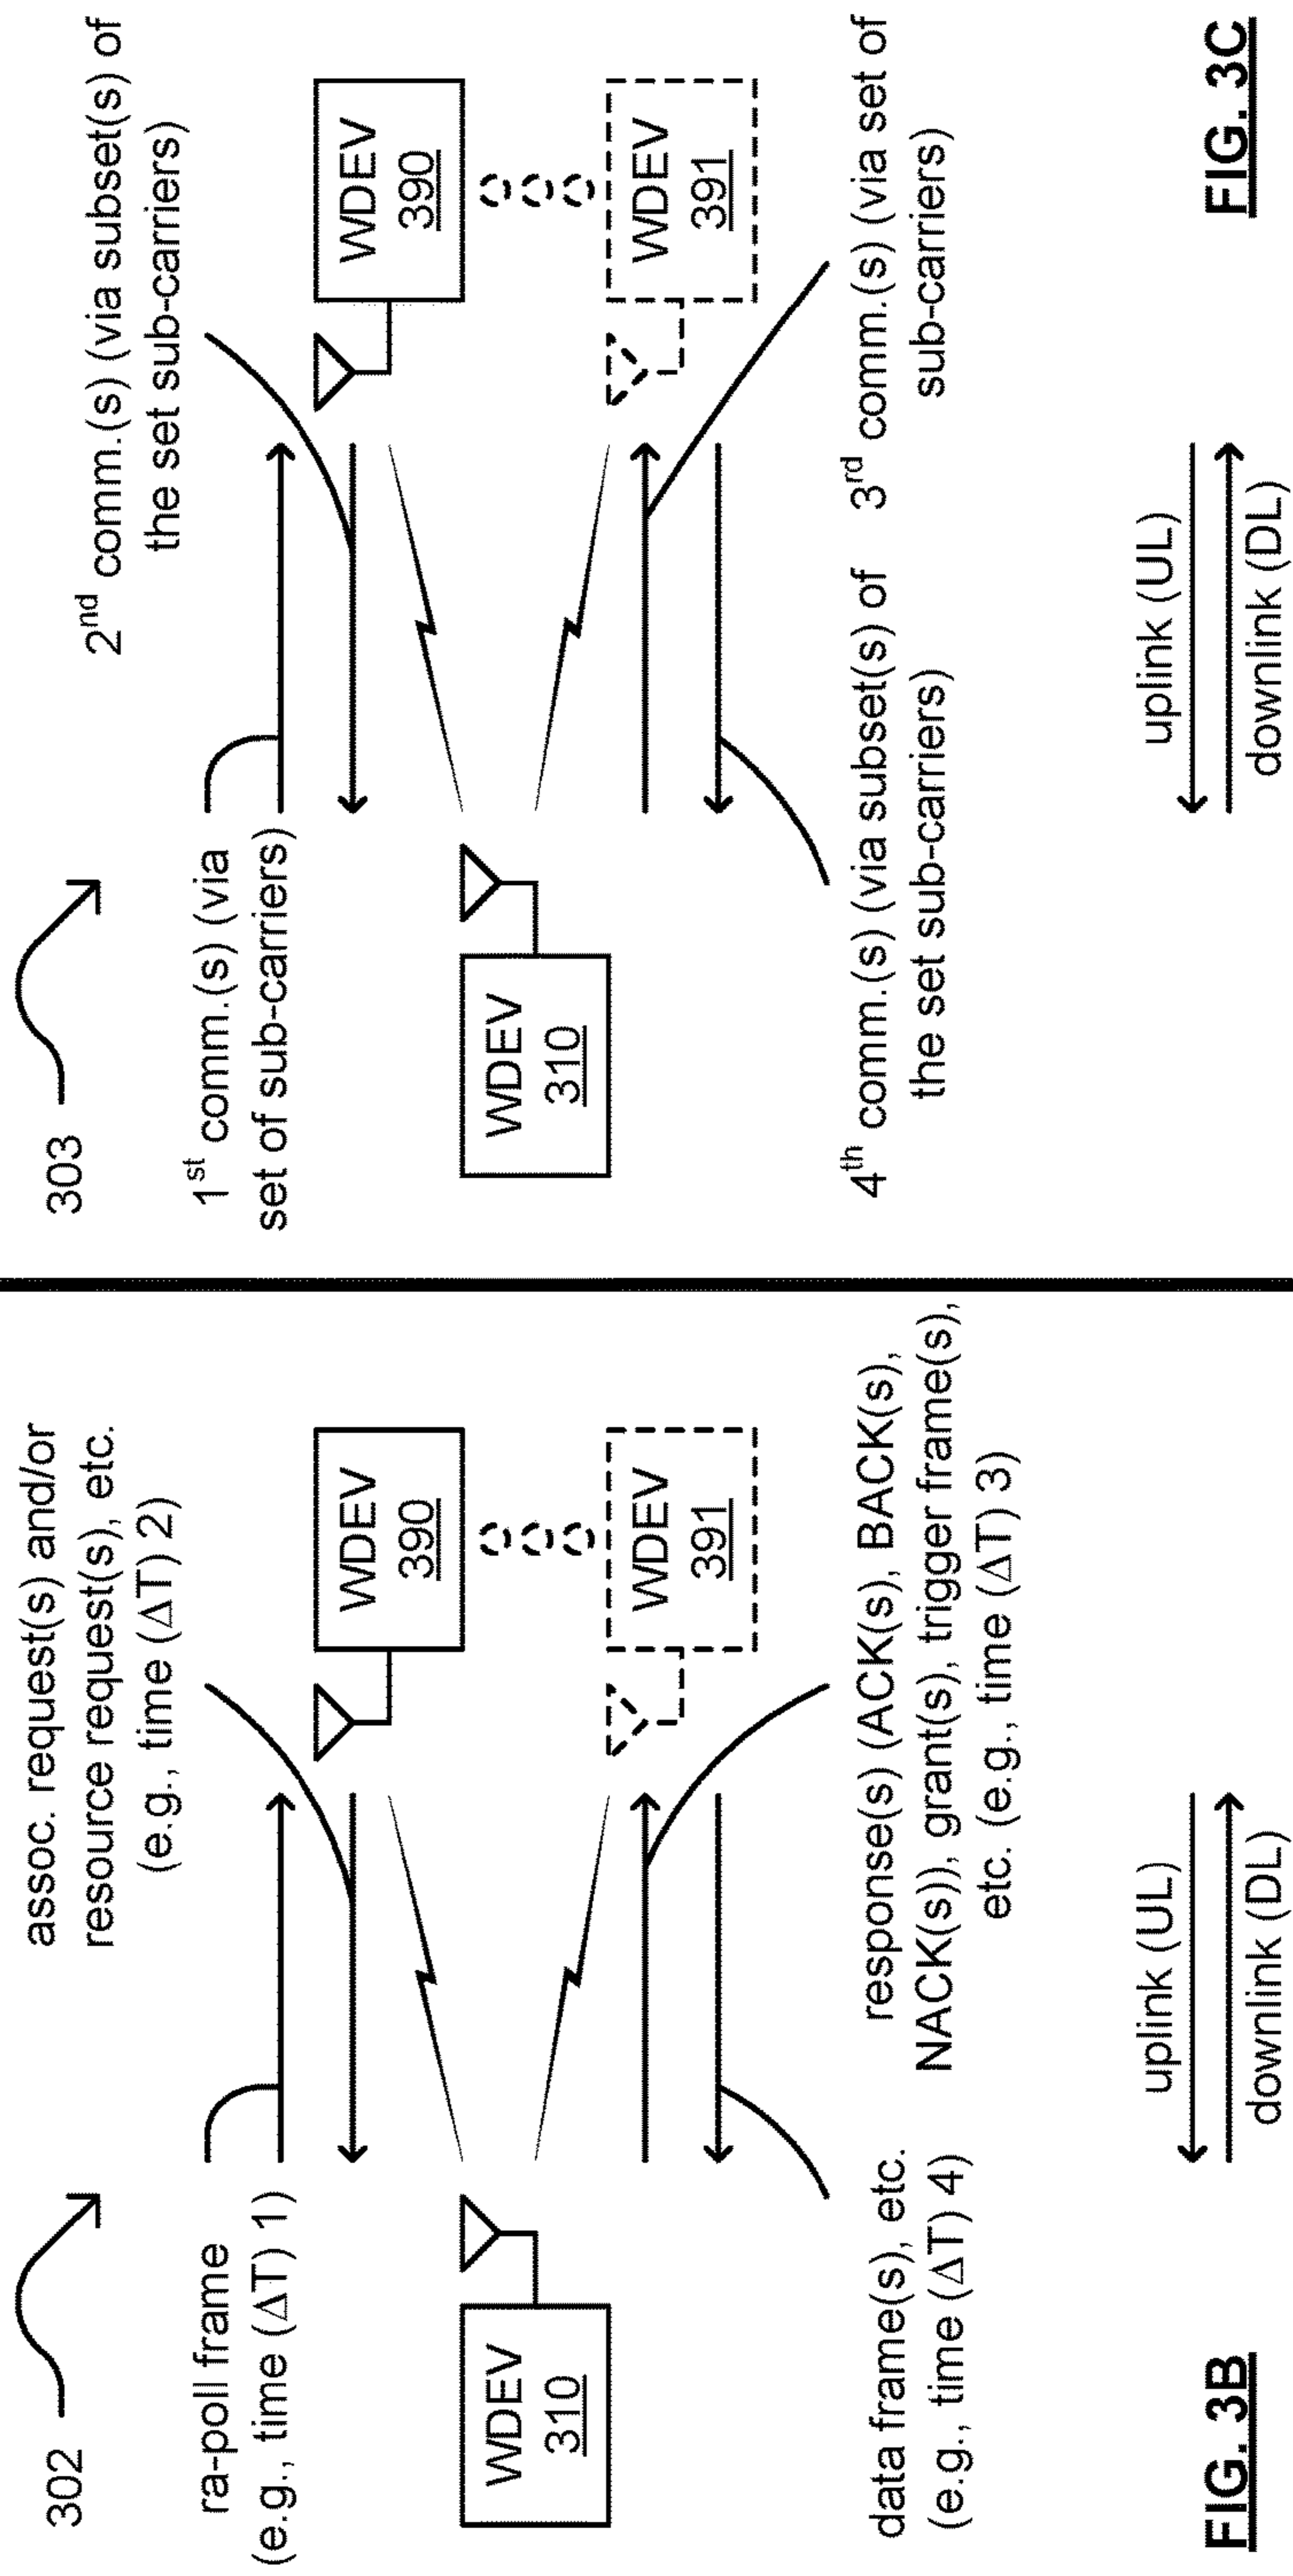 302
ra-poll frame
(e.g., time (ΔT) 1)
assoc. request(s) and/or
resource request(s), etc.
(e.g., time (ΔT) 2)
WDEV
310
WDEV
390
WDEV
391
data frame(s), etc.
(e.g., time (ΔT) 4)
response(s) (ACK(s), BACK(s),
NACK(s)), grant(s), trigger frame(s),
etc. (e.g., time (ΔT) 3)
uplink (UL)
downlink (DL)
FIG. 3B
303
1st comm.(s) (via
set of sub-carriers)
2nd comm.(s) (via subset(s) of
the set sub-carriers)
WDEV
310
WDEV
390
WDEV
391
4th comm.(s) (via subset(s) of
the set sub-carriers)
3rd comm.(s) (via set of
sub-carriers)
uplink (UL)
downlink (DL)
FIG. 3C